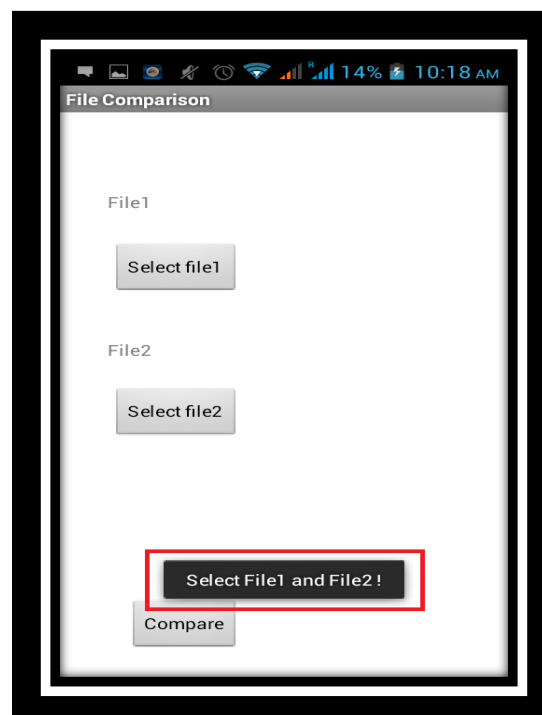 R 14% 10:18 AM
File Comparison
File1
Select file1
File2
Select file2
Select File1 and File2 !
Compare